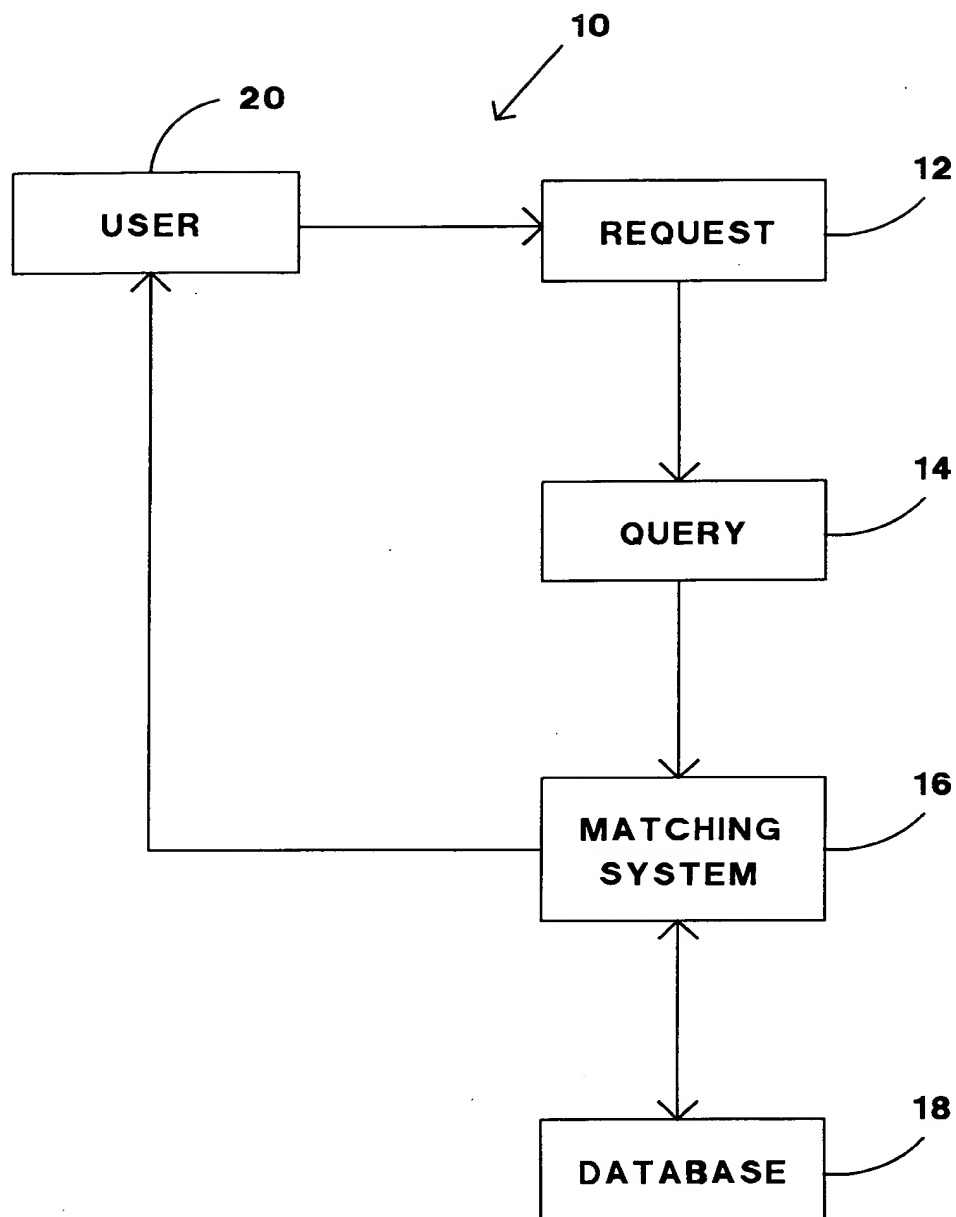 10
20
USER
12
REQUEST
14
QUERY
16
MATCHING
SYSTEM
18
DATABASE